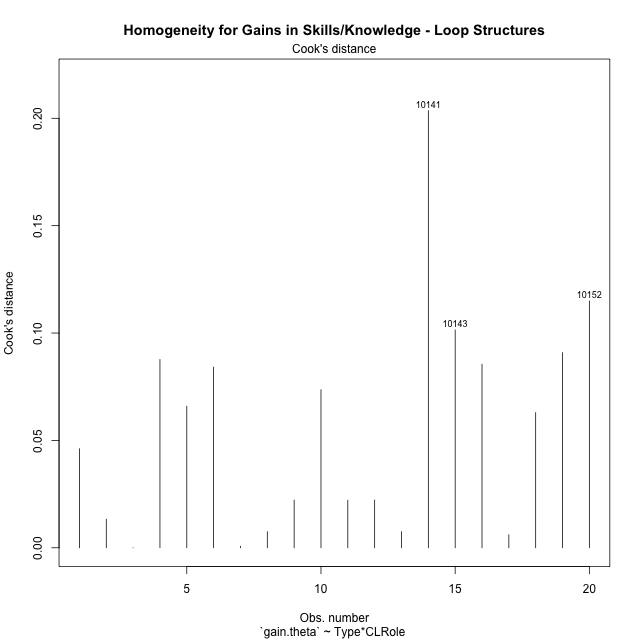 Homogeneity for Gains in Skills/Knowledge - Loop Structures
Cook's distance
10141
10152
10143
Cook's distance
0.20
0.15
0.10
0.05
0.00
5 10 15 20
Obs. number
`gain.theta` ~ Type*CLRole